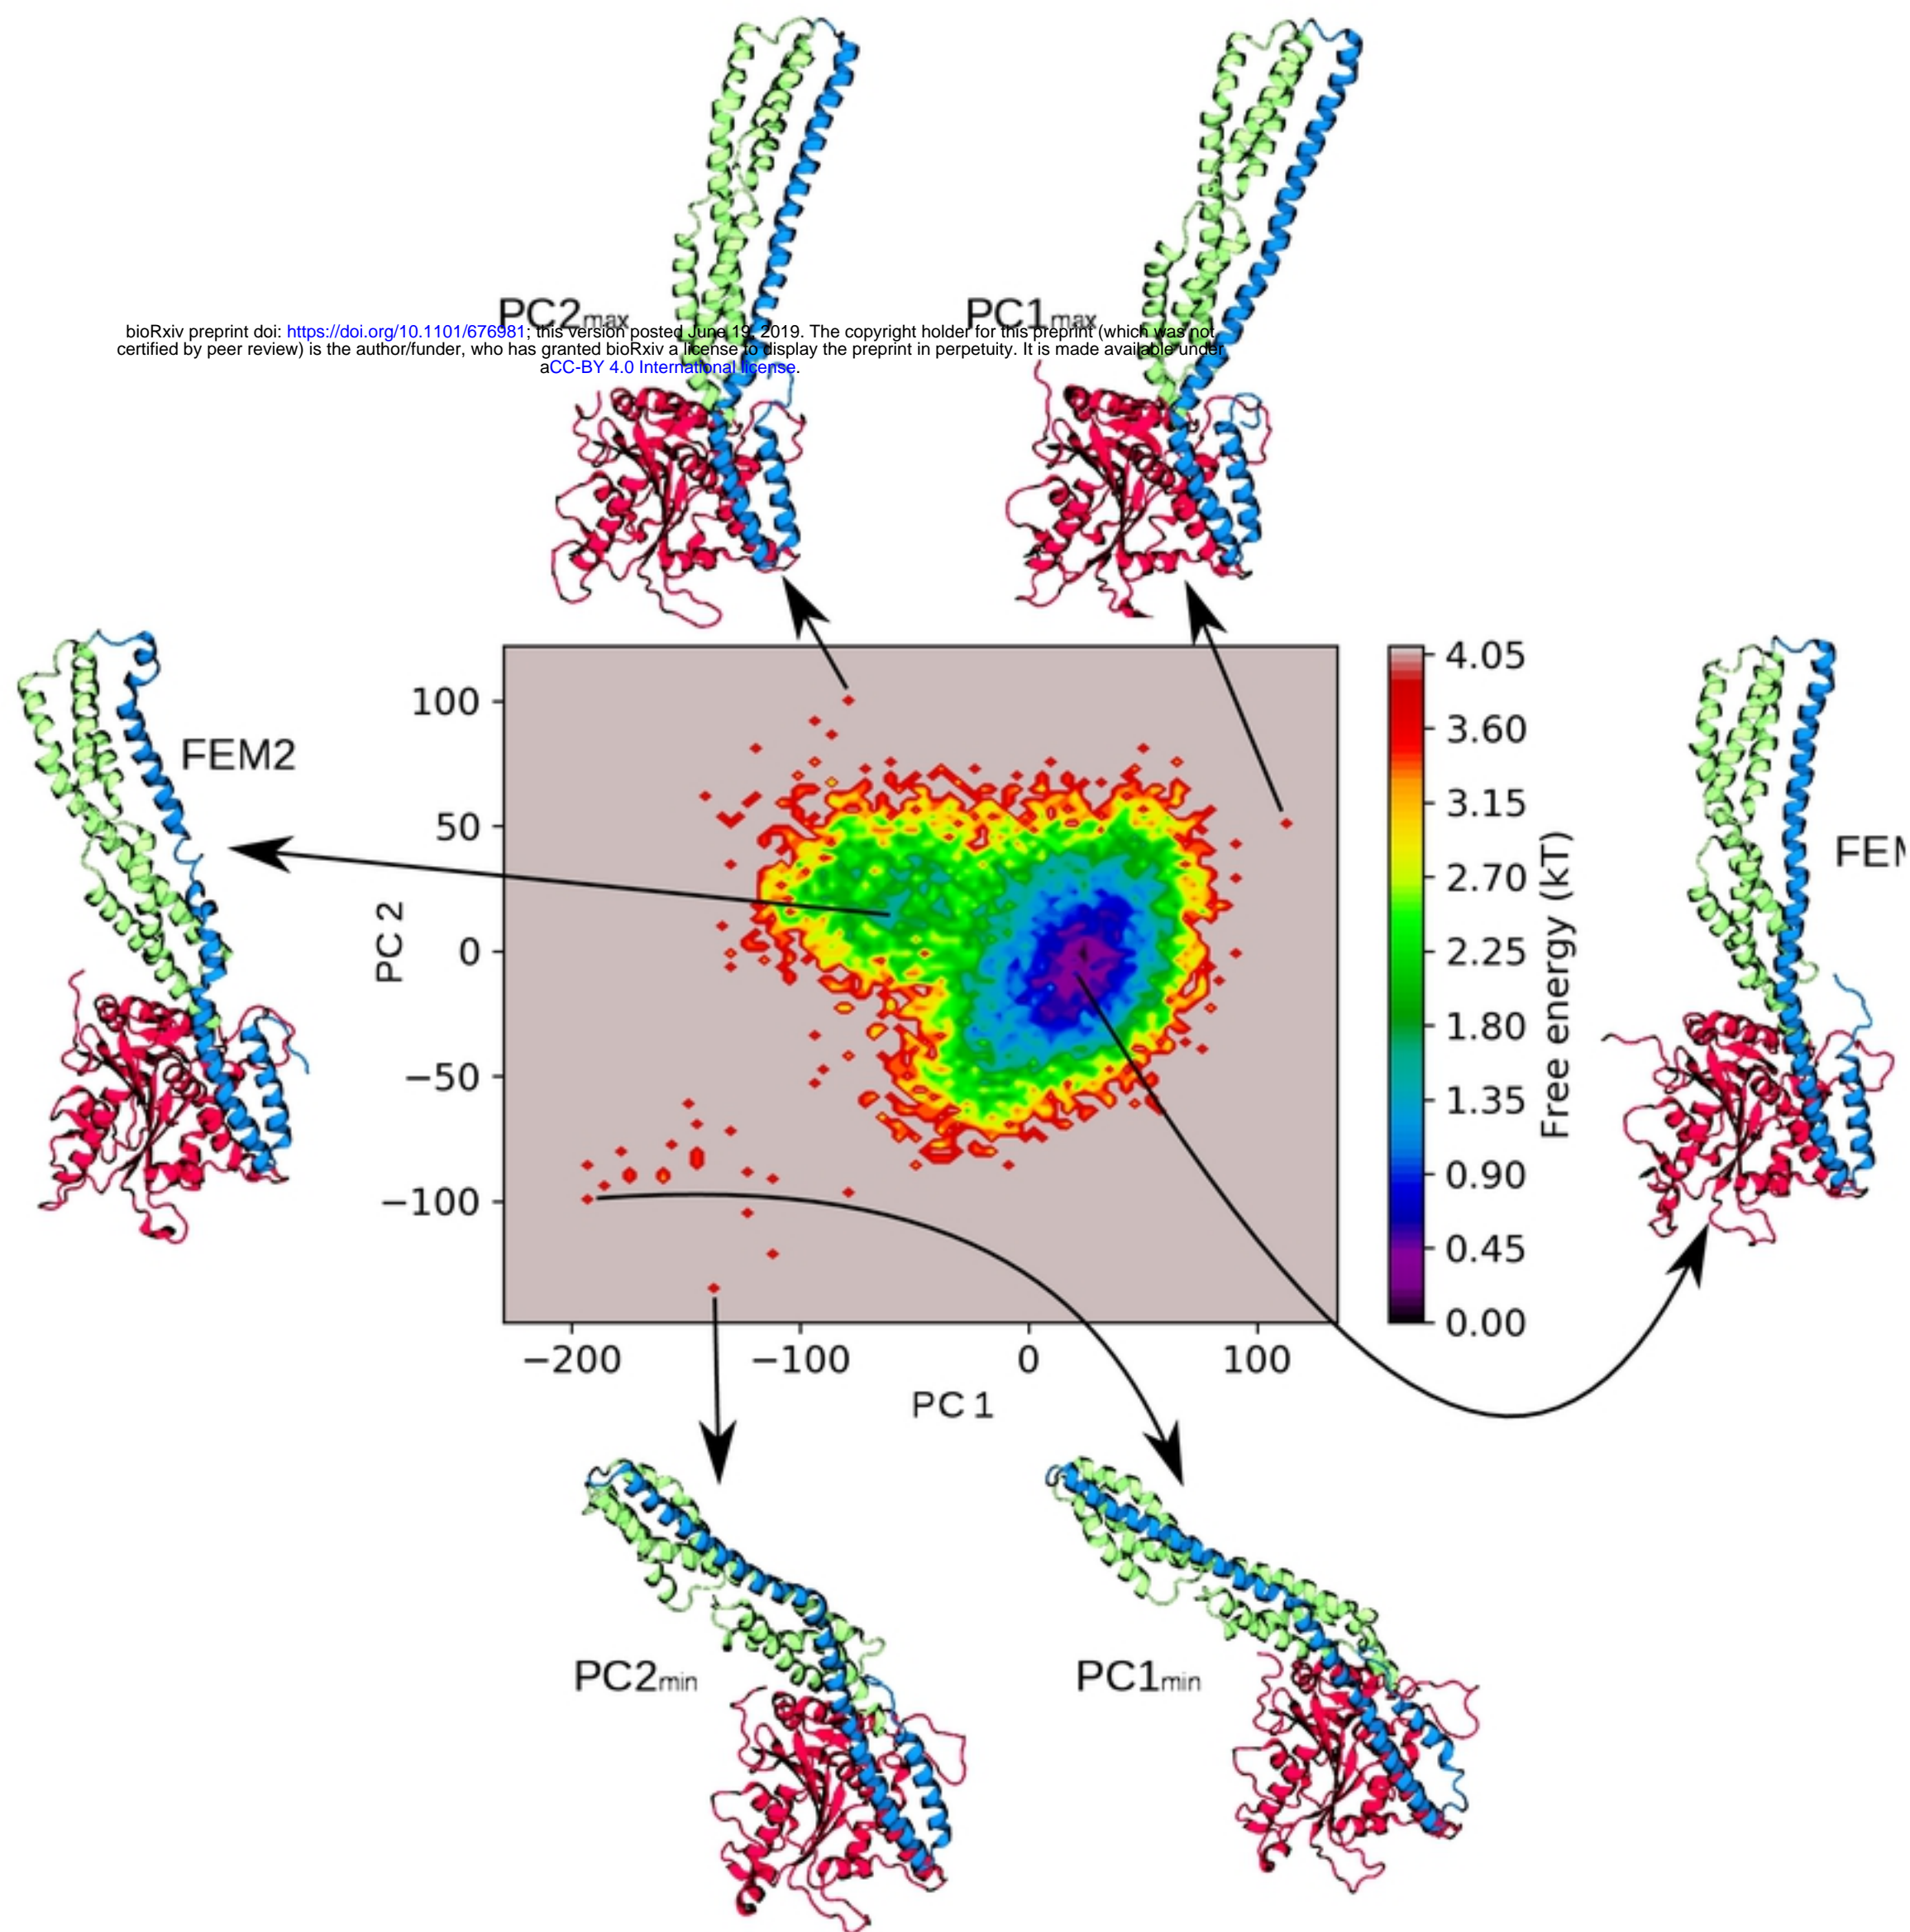 PC2max
PC1max
bioRxiv preprint doi: https://doi.org/10.1101/676981; this version posted June 19, 2019. The copyright holder for this preprint (which was not
certified by peer review) is the author/funder, who has granted bioRxiv a license to display the preprint in perpetuity. It is made available under
aCC-BY 4.0 International license.
FEM2
FEM
100
50
0
−50
−100
PC 2
−200
−100
0
100
PC 1
4.05
3.60
3.15
2.70
2.25
1.80
1.35
0.90
0.45
0.00
Free energy (kT)
PC2min
PC1min